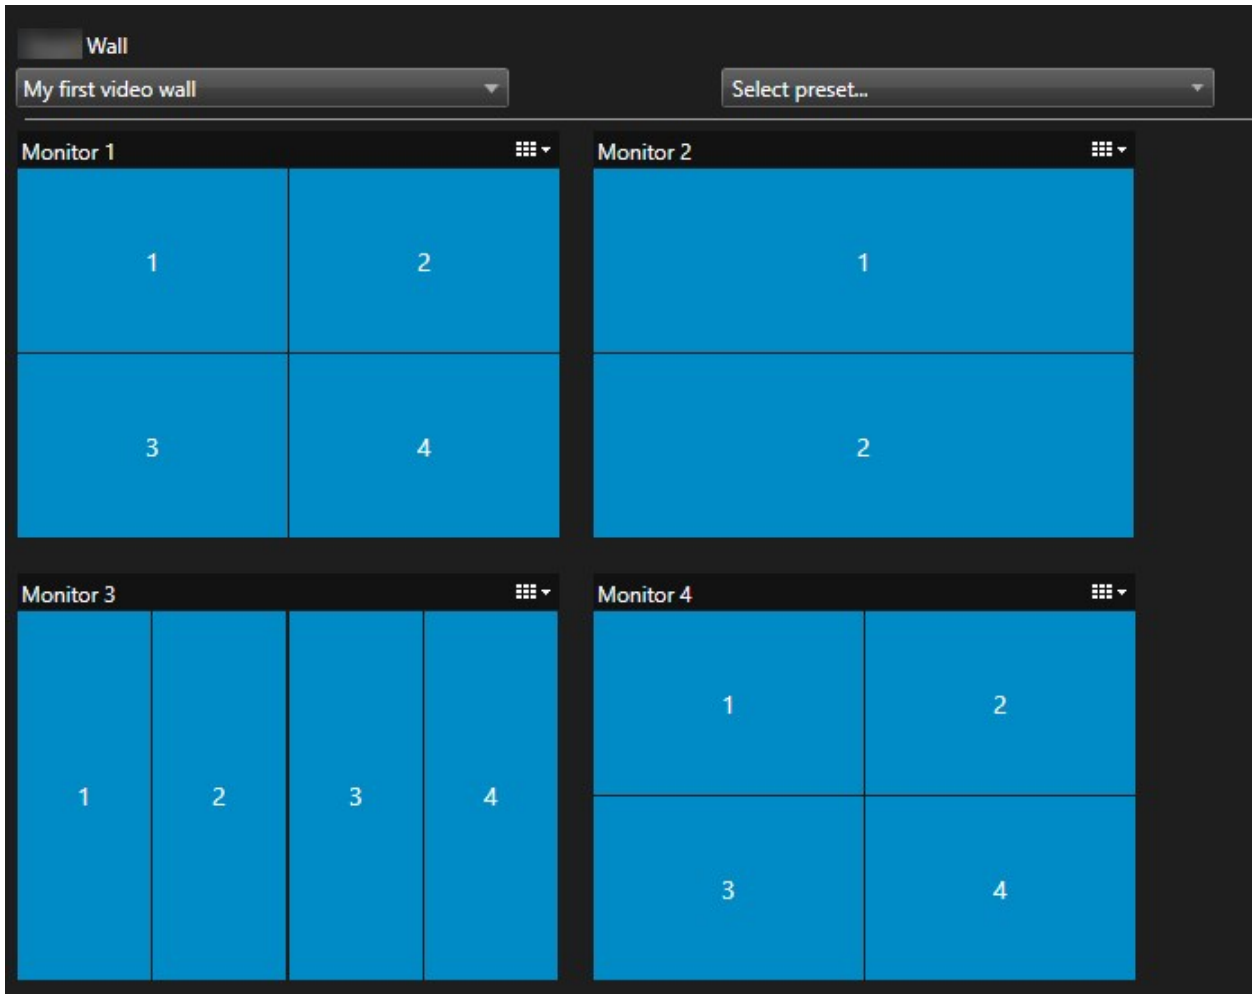 Wall
My first video wall
Select preset...
Monitor 1
Monitor 2
1 2
3 4
1
2
Monitor 3
Monitor 4
1 2 3 4
1 2
3 4